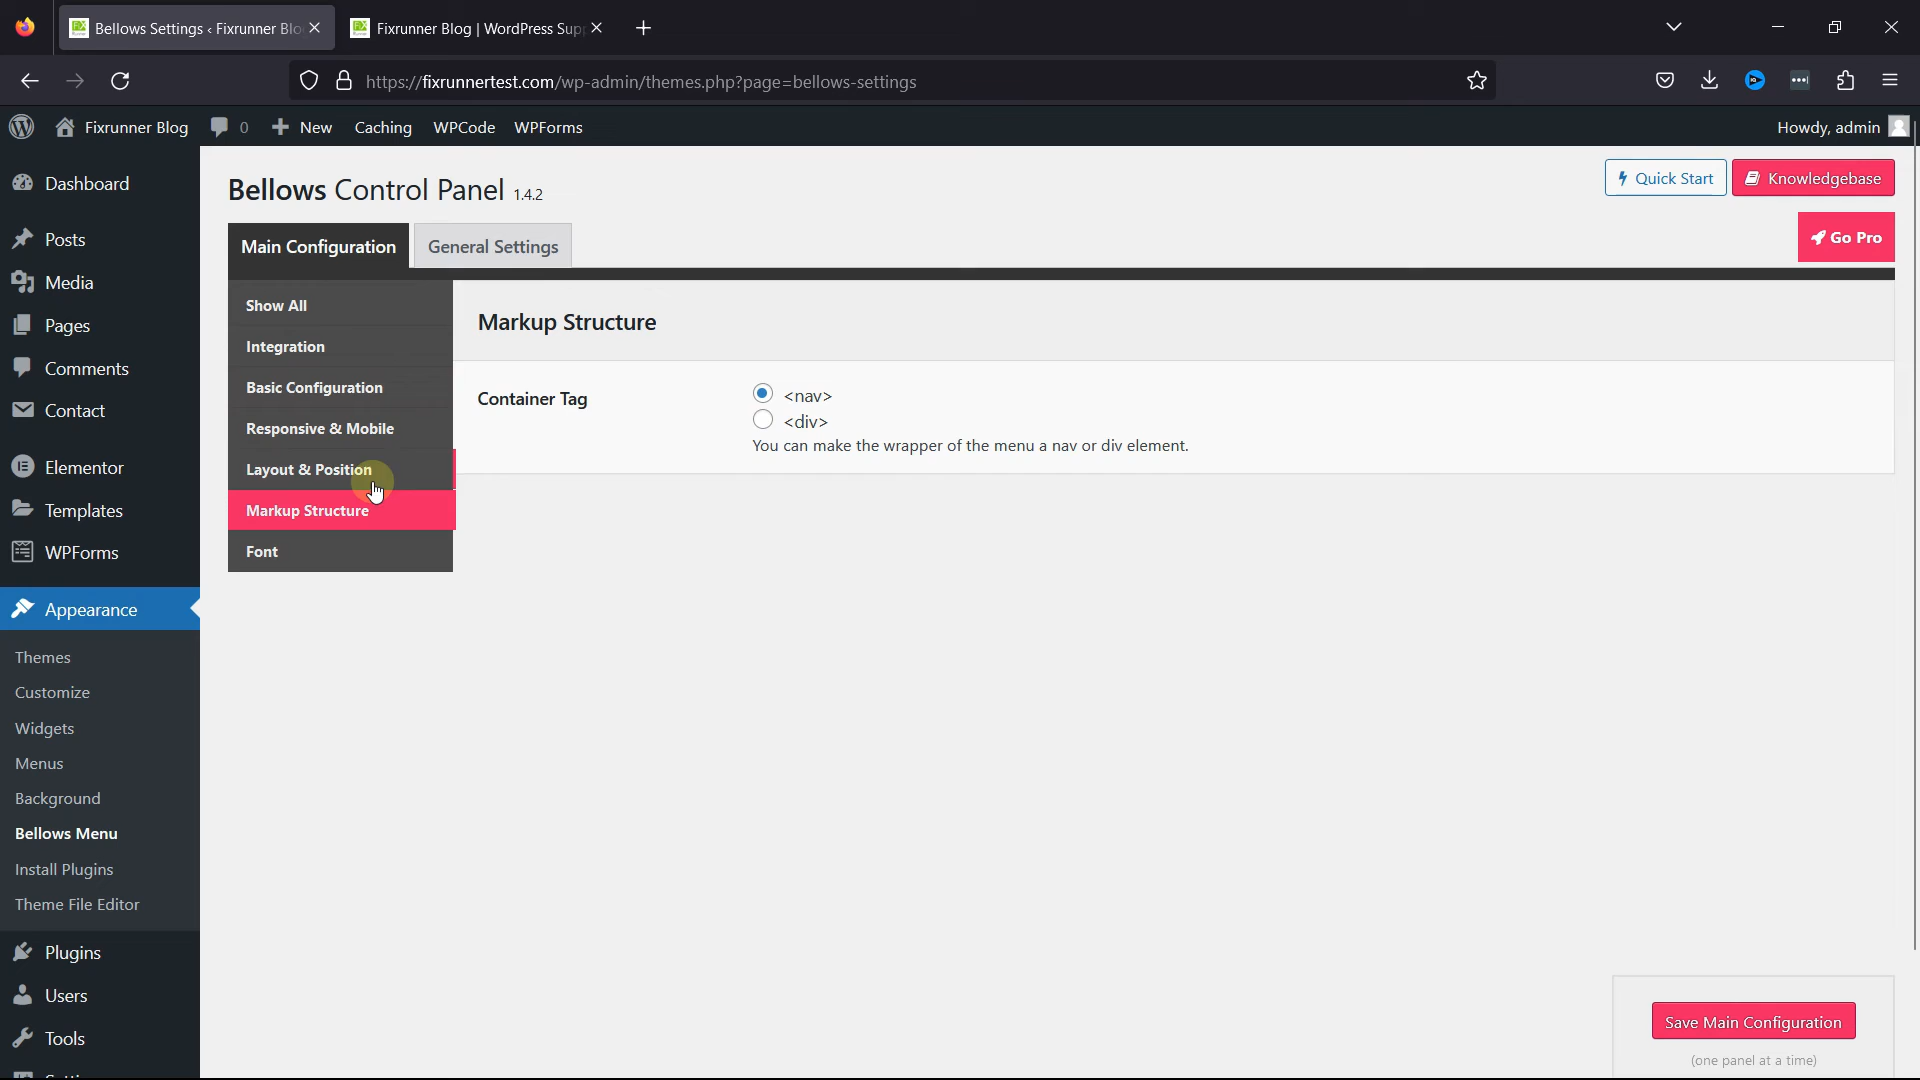 Bellows Settings ‹ Fixrunner Blo
Fixrunner Blog | WordPress Sup
https://fixrunnertest.com/wp-admin/themes.php?page=bellows-settings
Fixrunner Blog
0
New
Caching
WPCode
WPForms
Howdy, admin
Dashboard
Posts
Media
Pages
Comments
Contact
Elementor
Templates
WPForms
Appearance
Themes
Customize
Widgets
Menus
Background
Bellows Menu
Install Plugins
Theme File Editor
Plugins
Users
Tools
Bellows Control Panel 1.4.2
Quick Start
Knowledgebase
Go Pro
Main Configuration
General Settings
Show All
Integration
Basic Configuration
Responsive & Mobile
Layout & Position
Markup Structure
Font
Markup Structure
Container Tag
<nav>
<div>
You can make the wrapper of the menu a nav or div element.
Save Main Configuration
(one panel at a time)